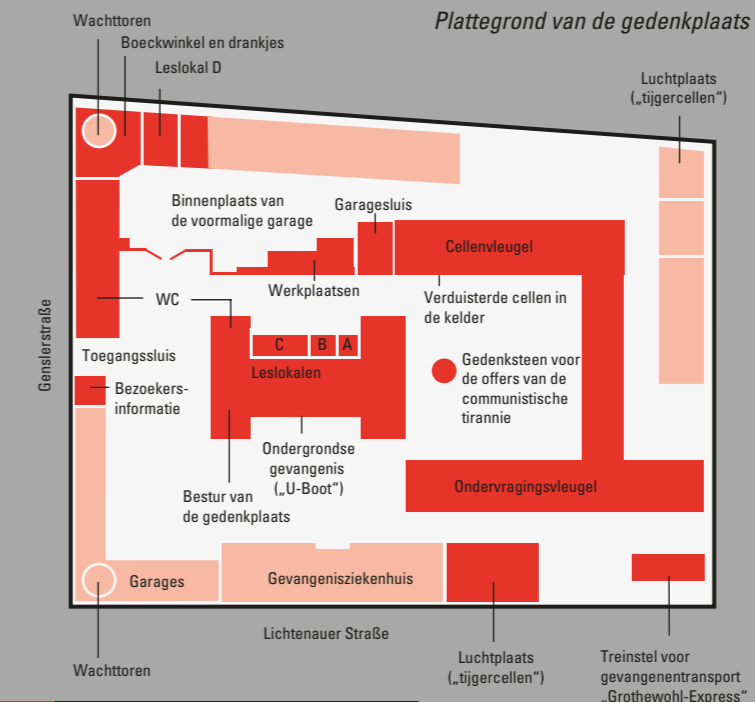 Plattegrond van de gedenkplaats
Wachttoren
Boeckwinkel en drankjes
Leslokal D
Luchtplaats
(„tijgercellen“)
Binnenplaats van
de voormalige garage
Garagesluis
Cellenvleugel
Werkplaatsen
Verduisterde cellen in
de kelder
WC
Genslerstraße
Toegangssluis
C
B
A
Leslokalen
Bezoekers-
informatie
Gedenksteen voor
de offers van de
communistische
tirannie
Ondergrondse
gevangenis
(„U-Boot“)
Bestur van
de gedenkplaats
Ondervragingsvleugel
Garages
Gevangenisziekenhuis
Lichtenauer Straße
Wachttoren
Luchtplaats
(„tijgercellen“)
Treinstel voor
gevangenentransport
„Grothewohl-Express“